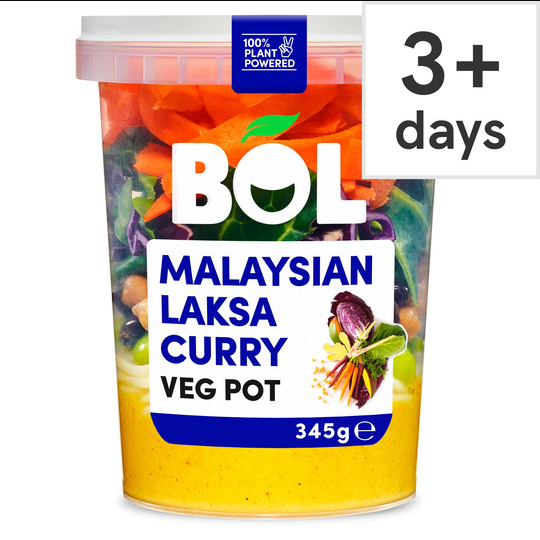 100%
PLANT
POWERED
3+
days
BOL
MALAYSIAN
LAKSA
CURRY
VEG POT
345g ℮